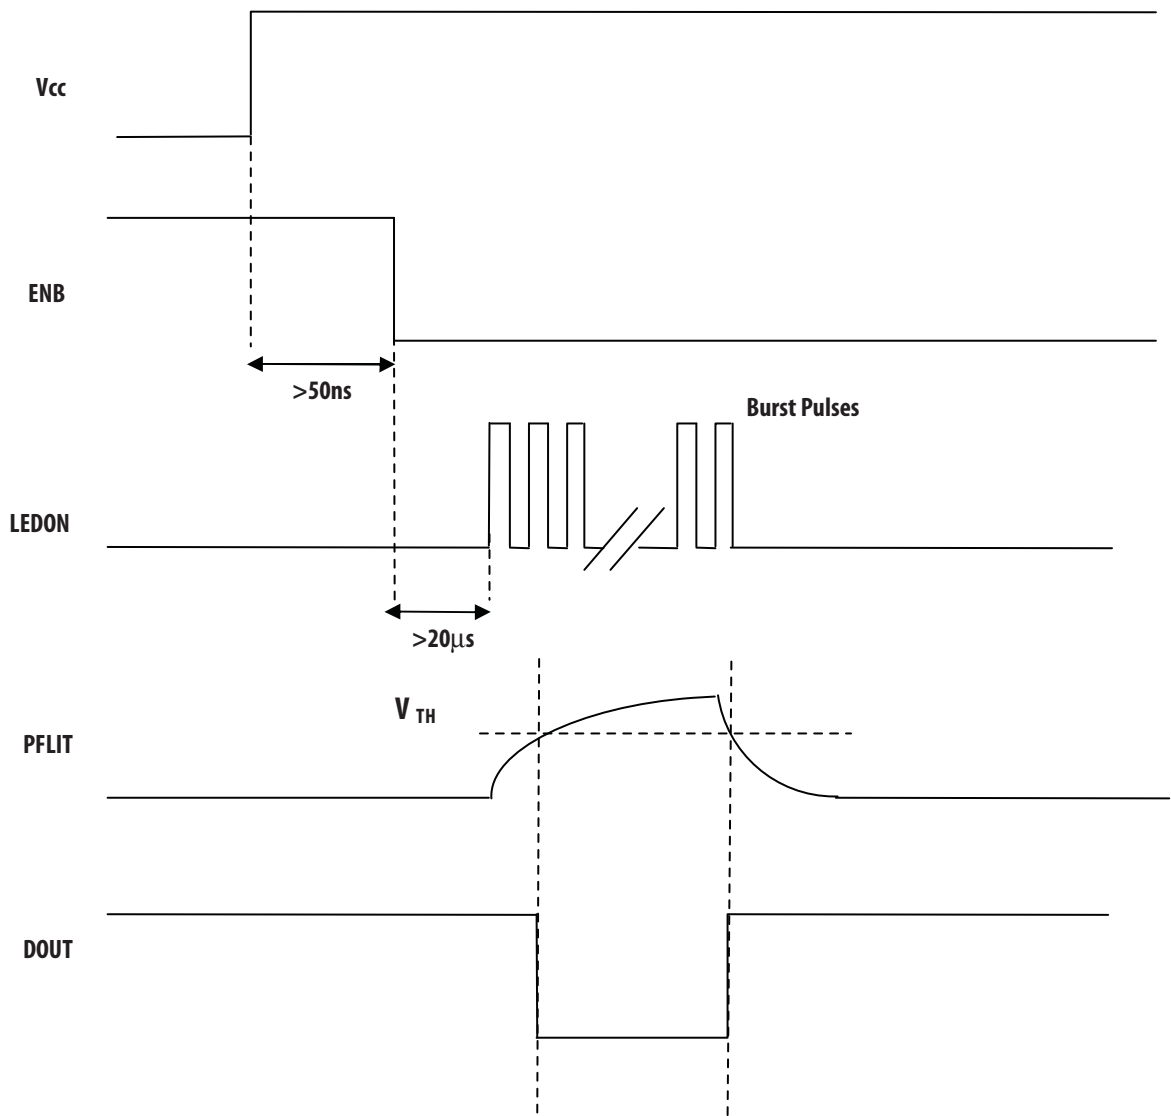 Vcc
ENB
>50ns
Burst Pulses
LEDON
>20μs
V TH
PFLIT
DOUT